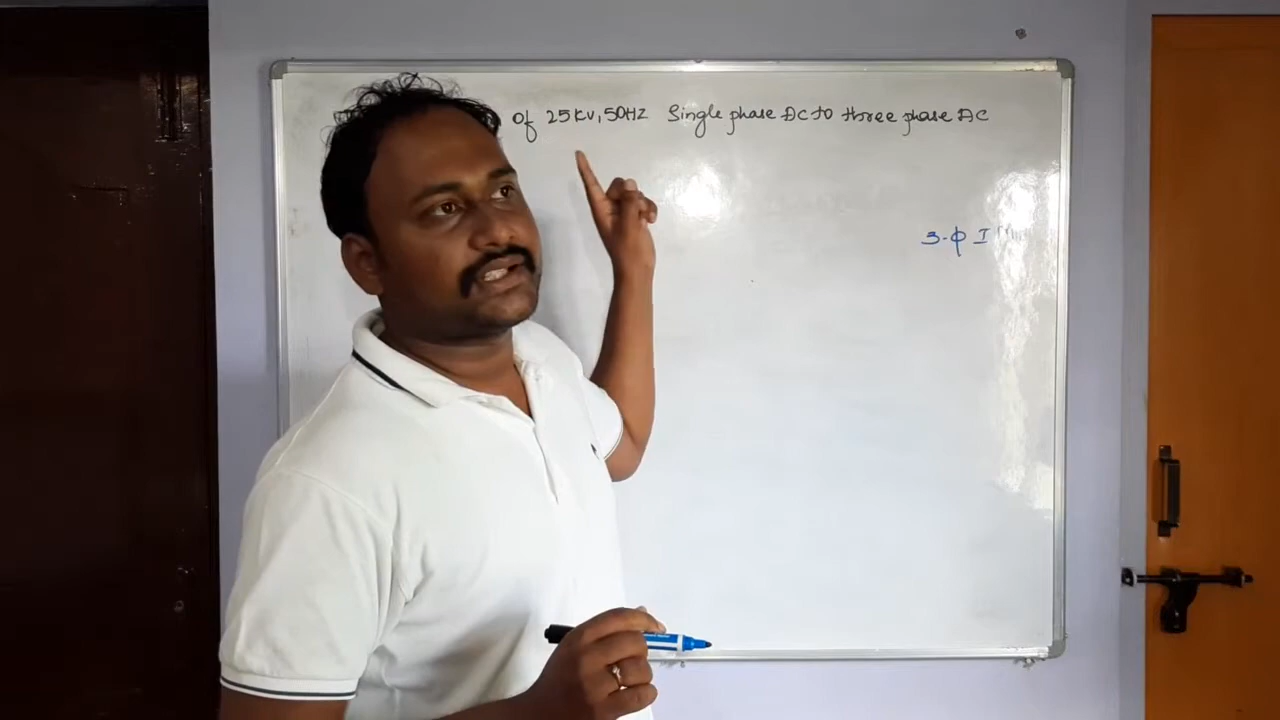 Of 25KV, 50HZ Single phase AC to three phase AC
3-Φ I